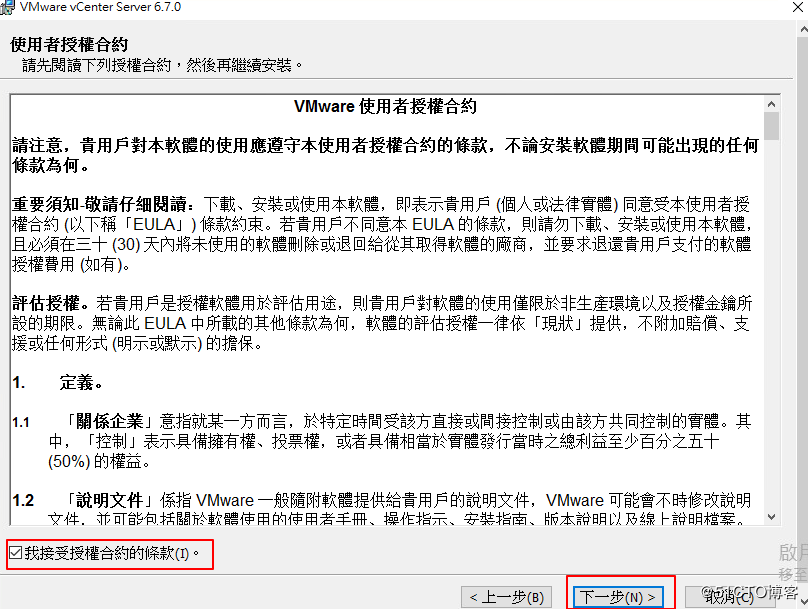 VMware vCenter Server 6.7.0
使用者授權合約
請先閱讀下列授權合約，然後再繼續安裝。
VMware 使用者授權合約
請注意，貴用戶對本軟體的使用應遵守本使用者授權合約的條款，不論安裝軟體期間可能出現的任何
條款為何。
重要須知-敬請仔細閱讀：下載、安裝或使用本軟體，即表示貴用戶 (個人或法律實體) 同意受本使用者授
權合約 (以下稱「EULA」) 條款約束。若貴用戶不同意本 EULA 的條款，則請勿下載、安裝或使用本軟體，
且必須在三十 (30) 天內將未使用的軟體刪除或退回給從其取得軟體的廠商，並要求退還貴用戶支付的軟體
授權費用 (如有)。
評估授權。若貴用戶是授權軟體用於評估用途，則貴用戶對軟體的使用僅限於非生產環境以及授權金鑰所
設的期限。無論此 EULA 中所載的其他條款為何，軟體的評估授權一律依「現狀」提供，不附加賠償、支
援或任何形式 (明示或默示) 的擔保。
1. 定義。
1.1 「關係企業」意指就某一方而言，於特定時間受該方直接或間接控制或由該方共同控制的實體。其
中，「控制」表示具備擁有權、投票權，或者具備相當於實體發行當時之總利益至少百分之五十
(50%) 的權益。
1.2 「說明文件」係指 VMware 一般隨附軟體提供給貴用戶的說明文件，VMware 可能會不時修改說明
文件，並可能包括關於軟體使用的使用者手冊、操作指示、安裝指南、版本說明以及線上說明檔案。
我接受授權合約的條款(I)。
啟用
移至
< 上一步(B) 下一步(N) > 取消(C)
@51CTO博客